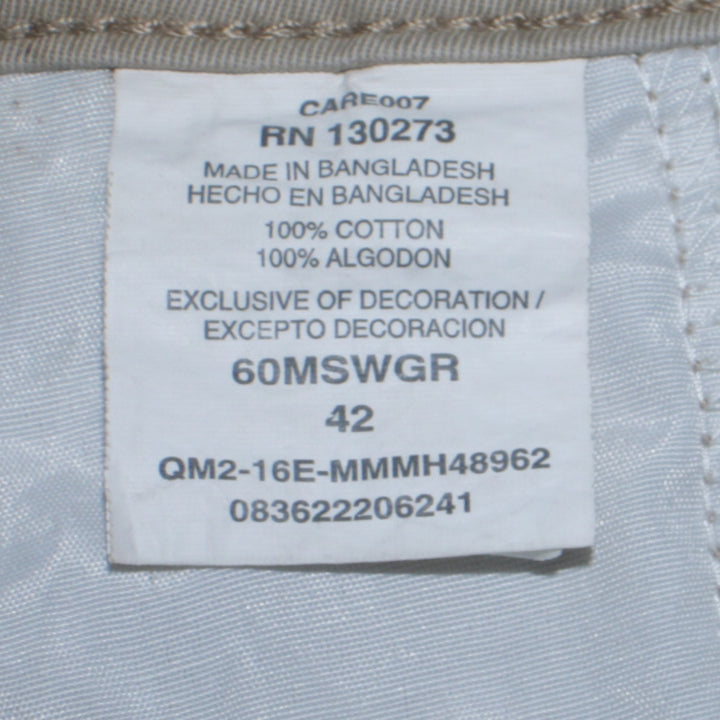 CARE007
RN 130273
MADE IN BANGLADESH
HECHO EN BANGLADESH
100% COTTON
100% ALGODON
EXCLUSIVE OF DECORATION /
EXCEPTO DECORACION
60MSWGR
42
QM2-16E-MMMH48962
083622206241